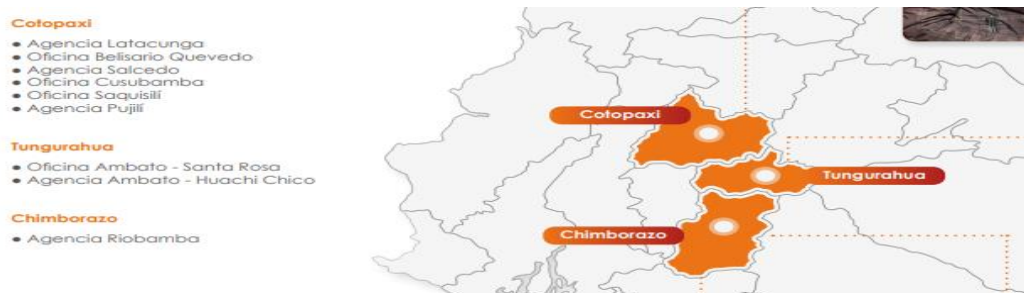 Cotopaxi
• Agencia Latacunga
• Oficina Belisario Quevedo
• Agencia Salcedo
• Oficina Cusubamba
• Oficina Saquisilí
• Agencia Pujilí
Tungurahua
• Oficina Ambato - Santa Rosa
• Agencia Ambato - Huachi Chico
Chimborazo
• Agencia Riobamba
Cotopaxi
Tungurahua
Chimborazo